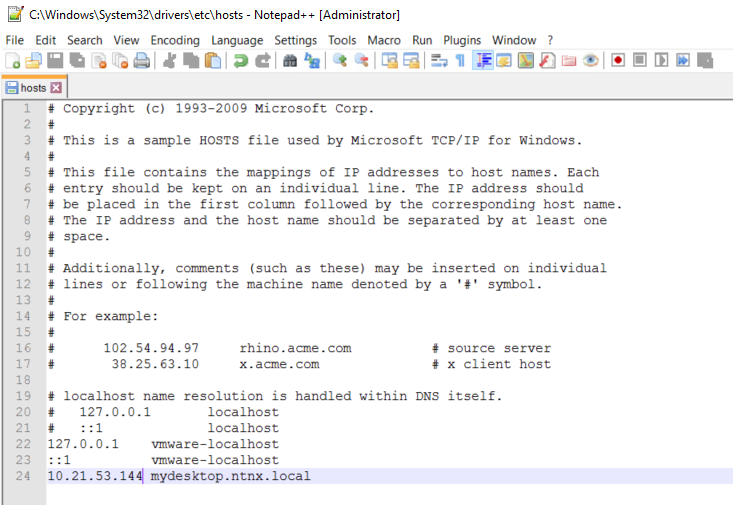 C:\Windows\System32\drivers\etc\hosts - Notepad++ [Administrator]
File Edit Search View Encoding Language Settings Tools Macro Run Plugins Window ?
hosts
1 # Copyright (c) 1993-2009 Microsoft Corp.
2 #
3 # This is a sample HOSTS file used by Microsoft TCP/IP for Windows.
4 #
5 # This file contains the mappings of IP addresses to host names. Each
6 # entry should be kept on an individual line. The IP address should
7 # be placed in the first column followed by the corresponding host name.
8 # The IP address and the host name should be separated by at least one
9 # space.
10 #
11 # Additionally, comments (such as these) may be inserted on individual
12 # lines or following the machine name denoted by a '#' symbol.
13 #
14 # For example:
15 #
16 #      102.54.94.97     rhino.acme.com          # source server
17 #       38.25.63.10     x.acme.com              # x client host
18
19 # localhost name resolution is handled within DNS itself.
20 #   127.0.0.1       localhost
21 #   ::1             localhost
22 127.0.0.1    vmware-localhost
23 ::1          vmware-localhost
24 10.21.53.144 mydesktop.ntnx.local